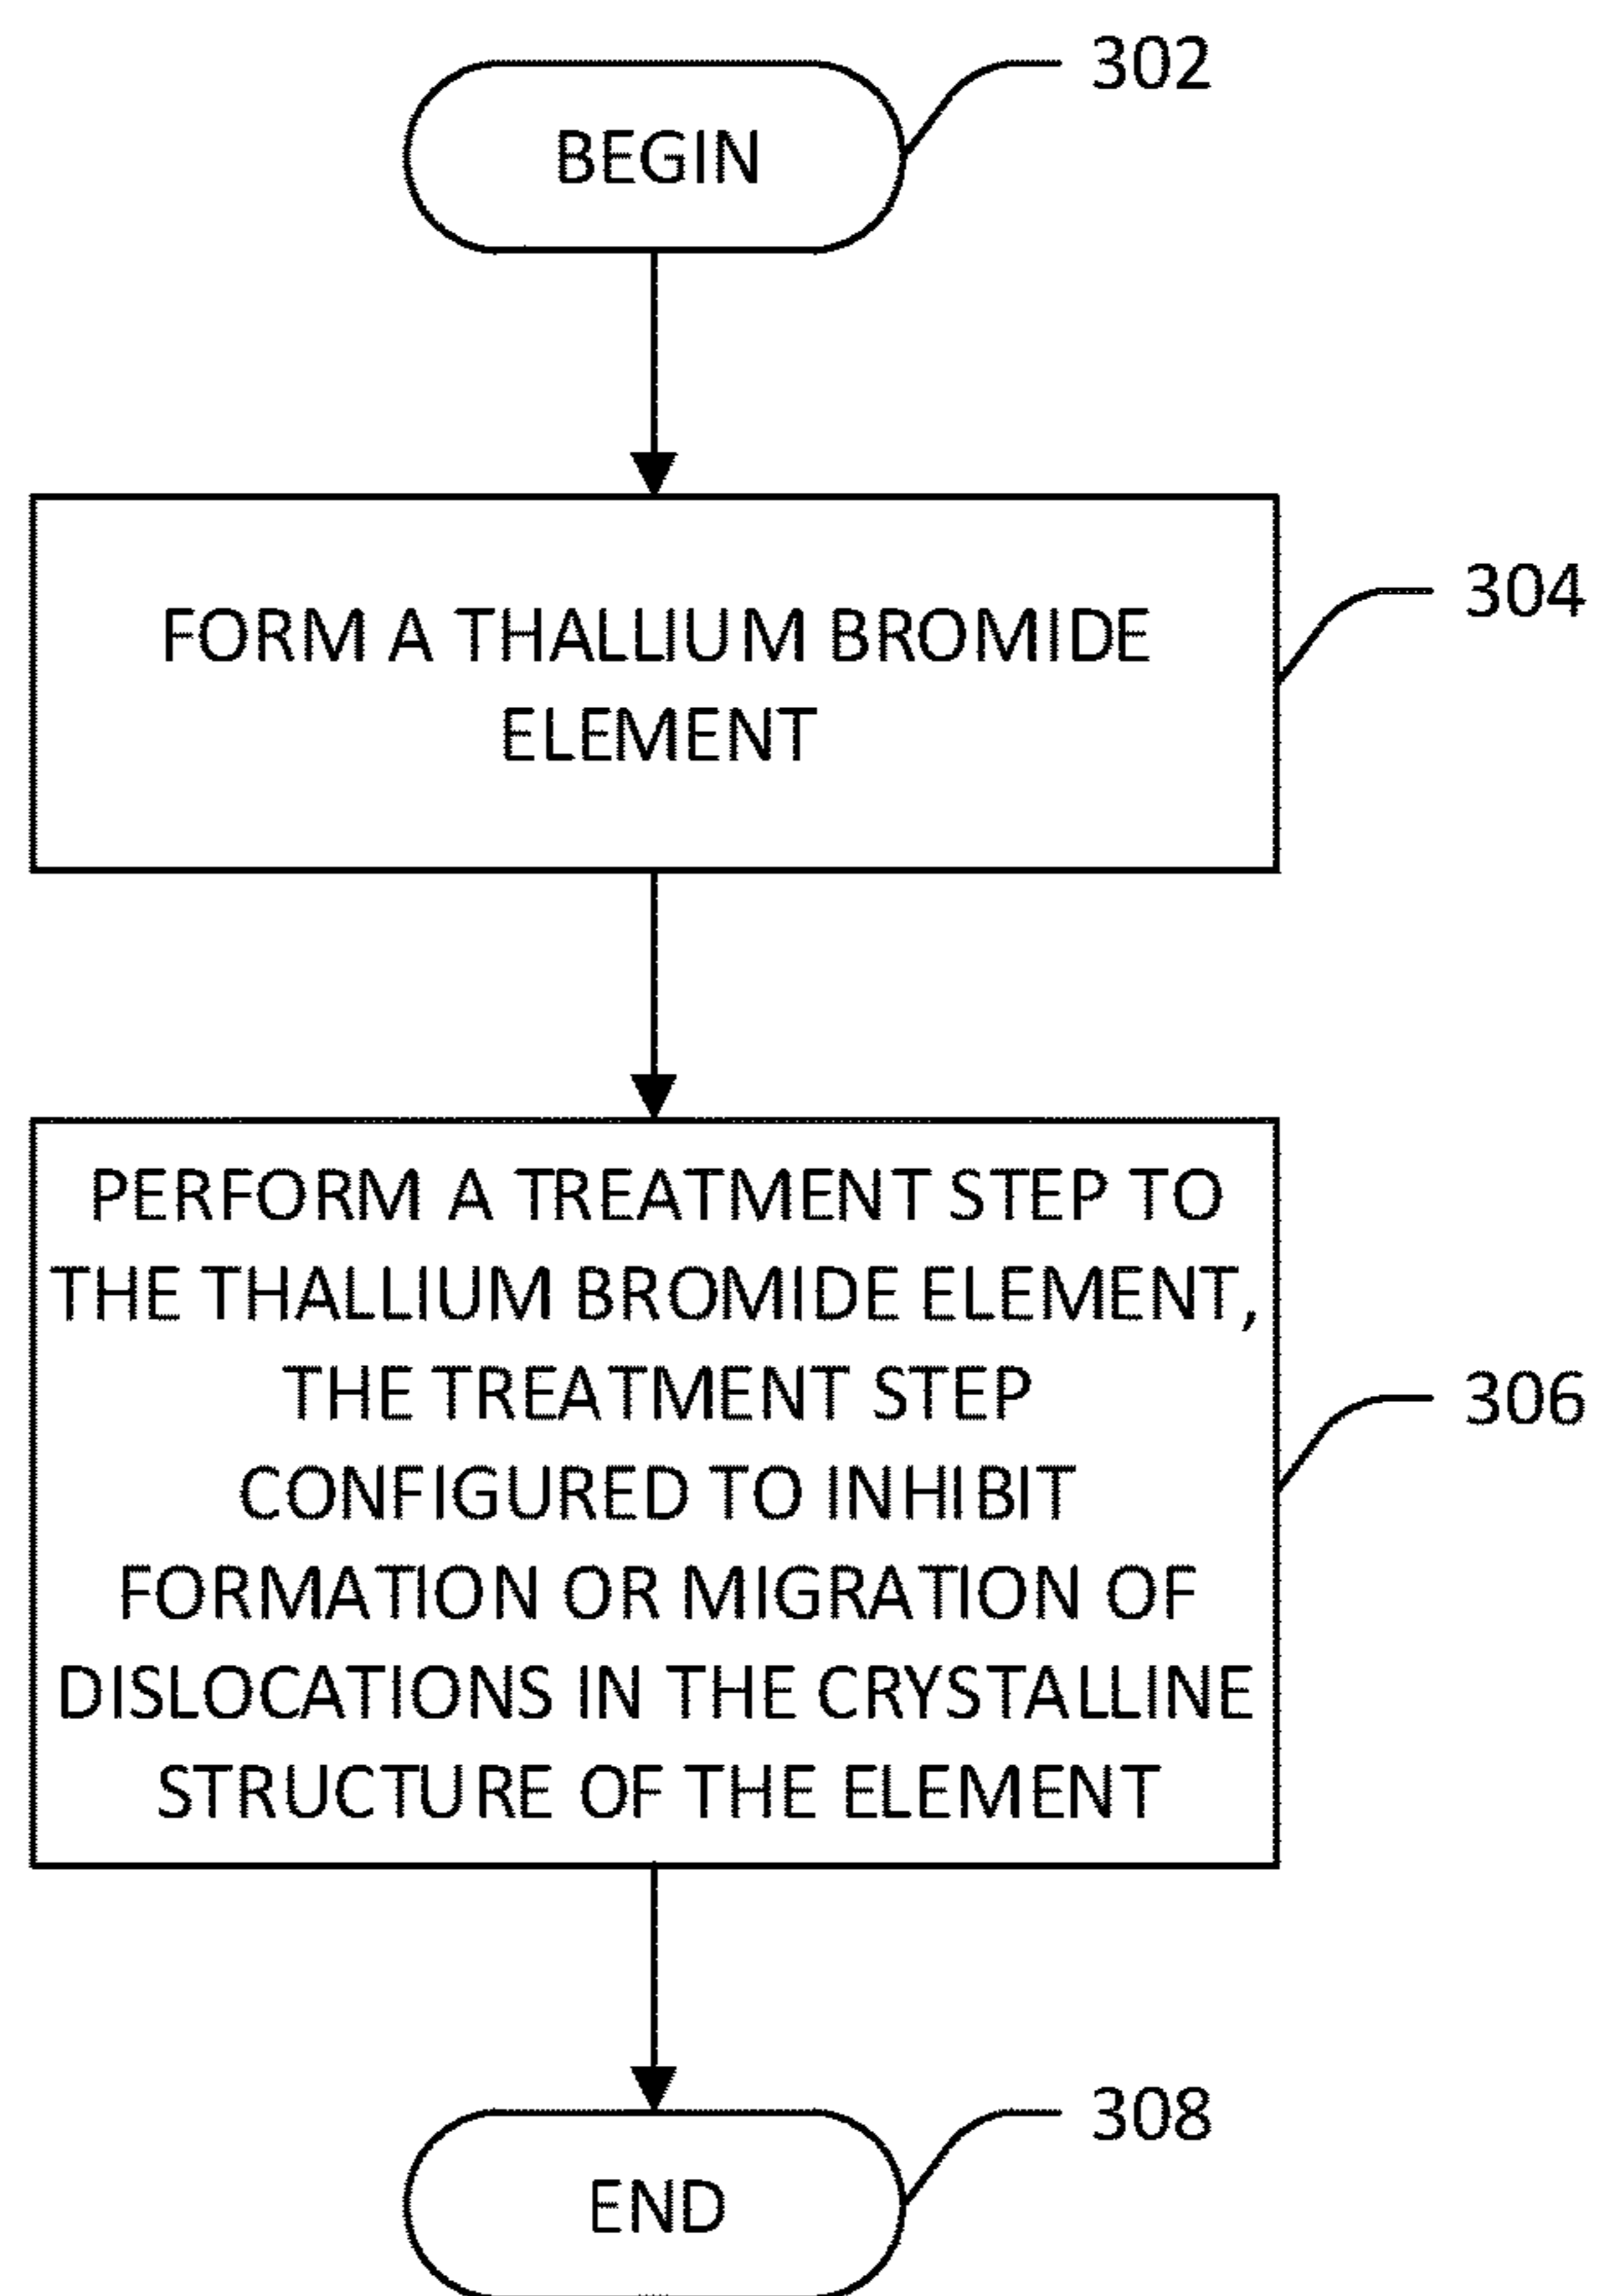 302
BEGIN
304
FORM A THALLIUM BROMIDE
ELEMENT
PERFORM A TREATMENT STEP TO
THE THALLIUM BROMIDE ELEMENT,
THE TREATMENT STEP
306
CONFIGURED TO INHIBIT
FORMATION OR MIGRATION OF
DISLOCATIONS IN THE CRYSTALLINE
STRUCTURE OF THE ELEMENT
308
END